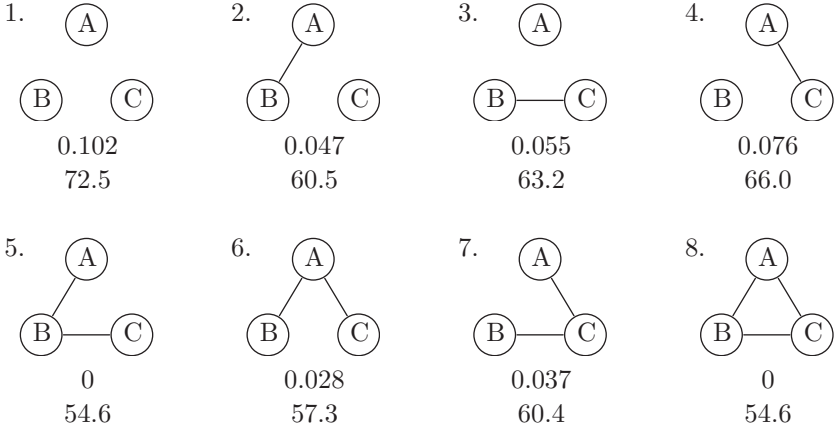 1. A 2. A 3. A 4. A
B C B C B C B C
0.102 0.047 0.055 0.076
72.5 60.5 63.2 66.0
5. A 6. A 7. A 8. A
B C B C B C B C
0 0.028 0.037 0
54.6 57.3 60.4 54.6